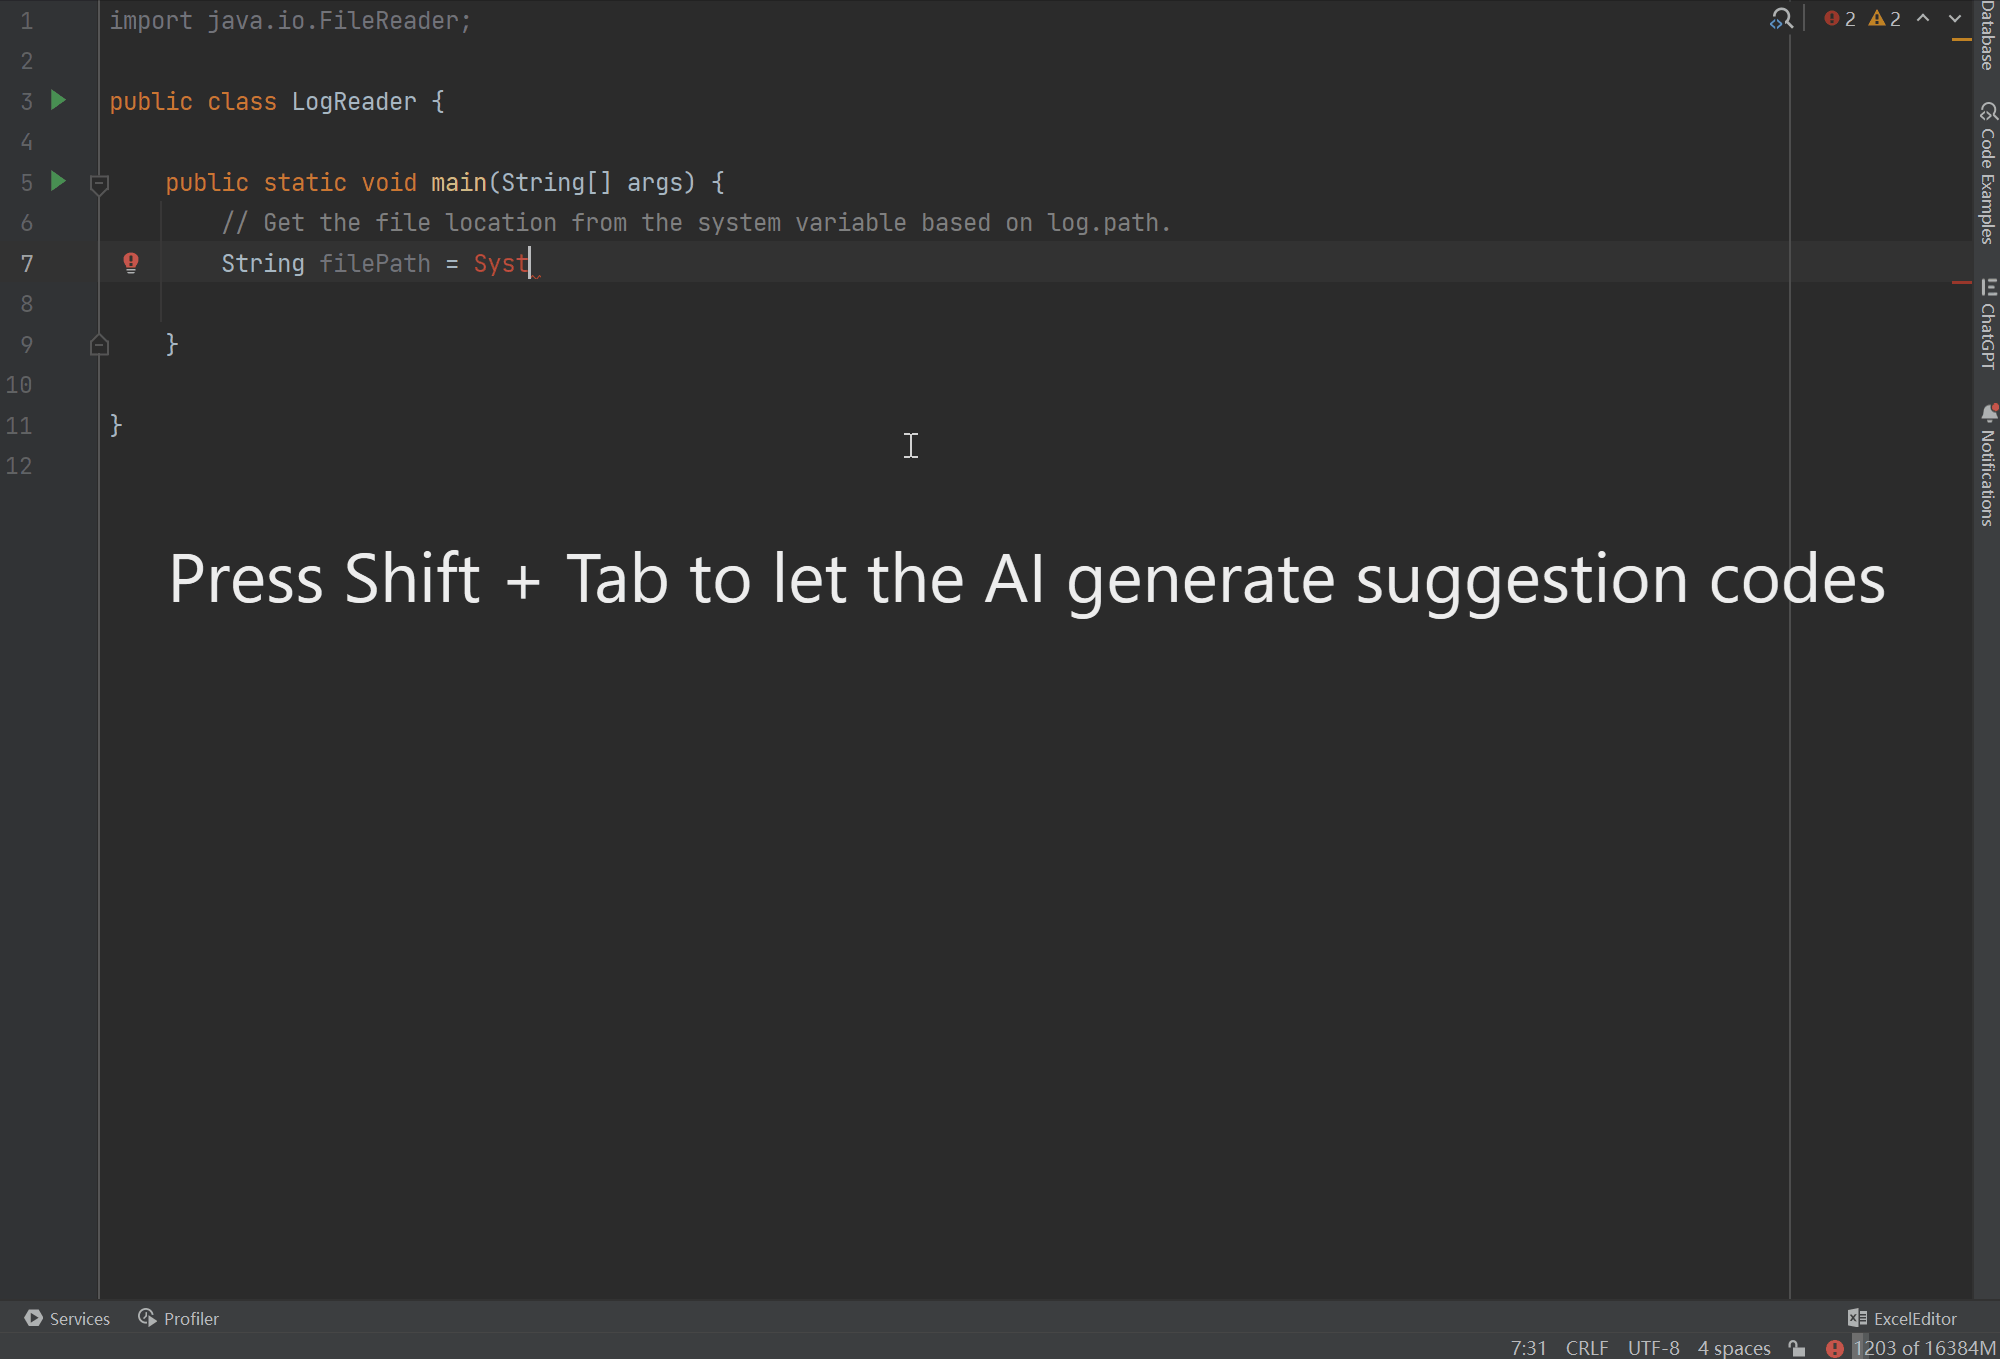 1 import java.io.FileReader;
2
3 public class LogReader {
4
5 public static void main(String[] args) {
6 // Get the file location from the system variable based on log.path.
7 String filePath = Syst
8
9 }
10
11 }
12
2 2
Database
Code Examples
ChatGPT
Notifications
Press Shift + Tab to let the AI generate suggestion codes
Services Profiler ExcelEditor
7:31 CRLF UTF-8 4 spaces 1203 of 16384M